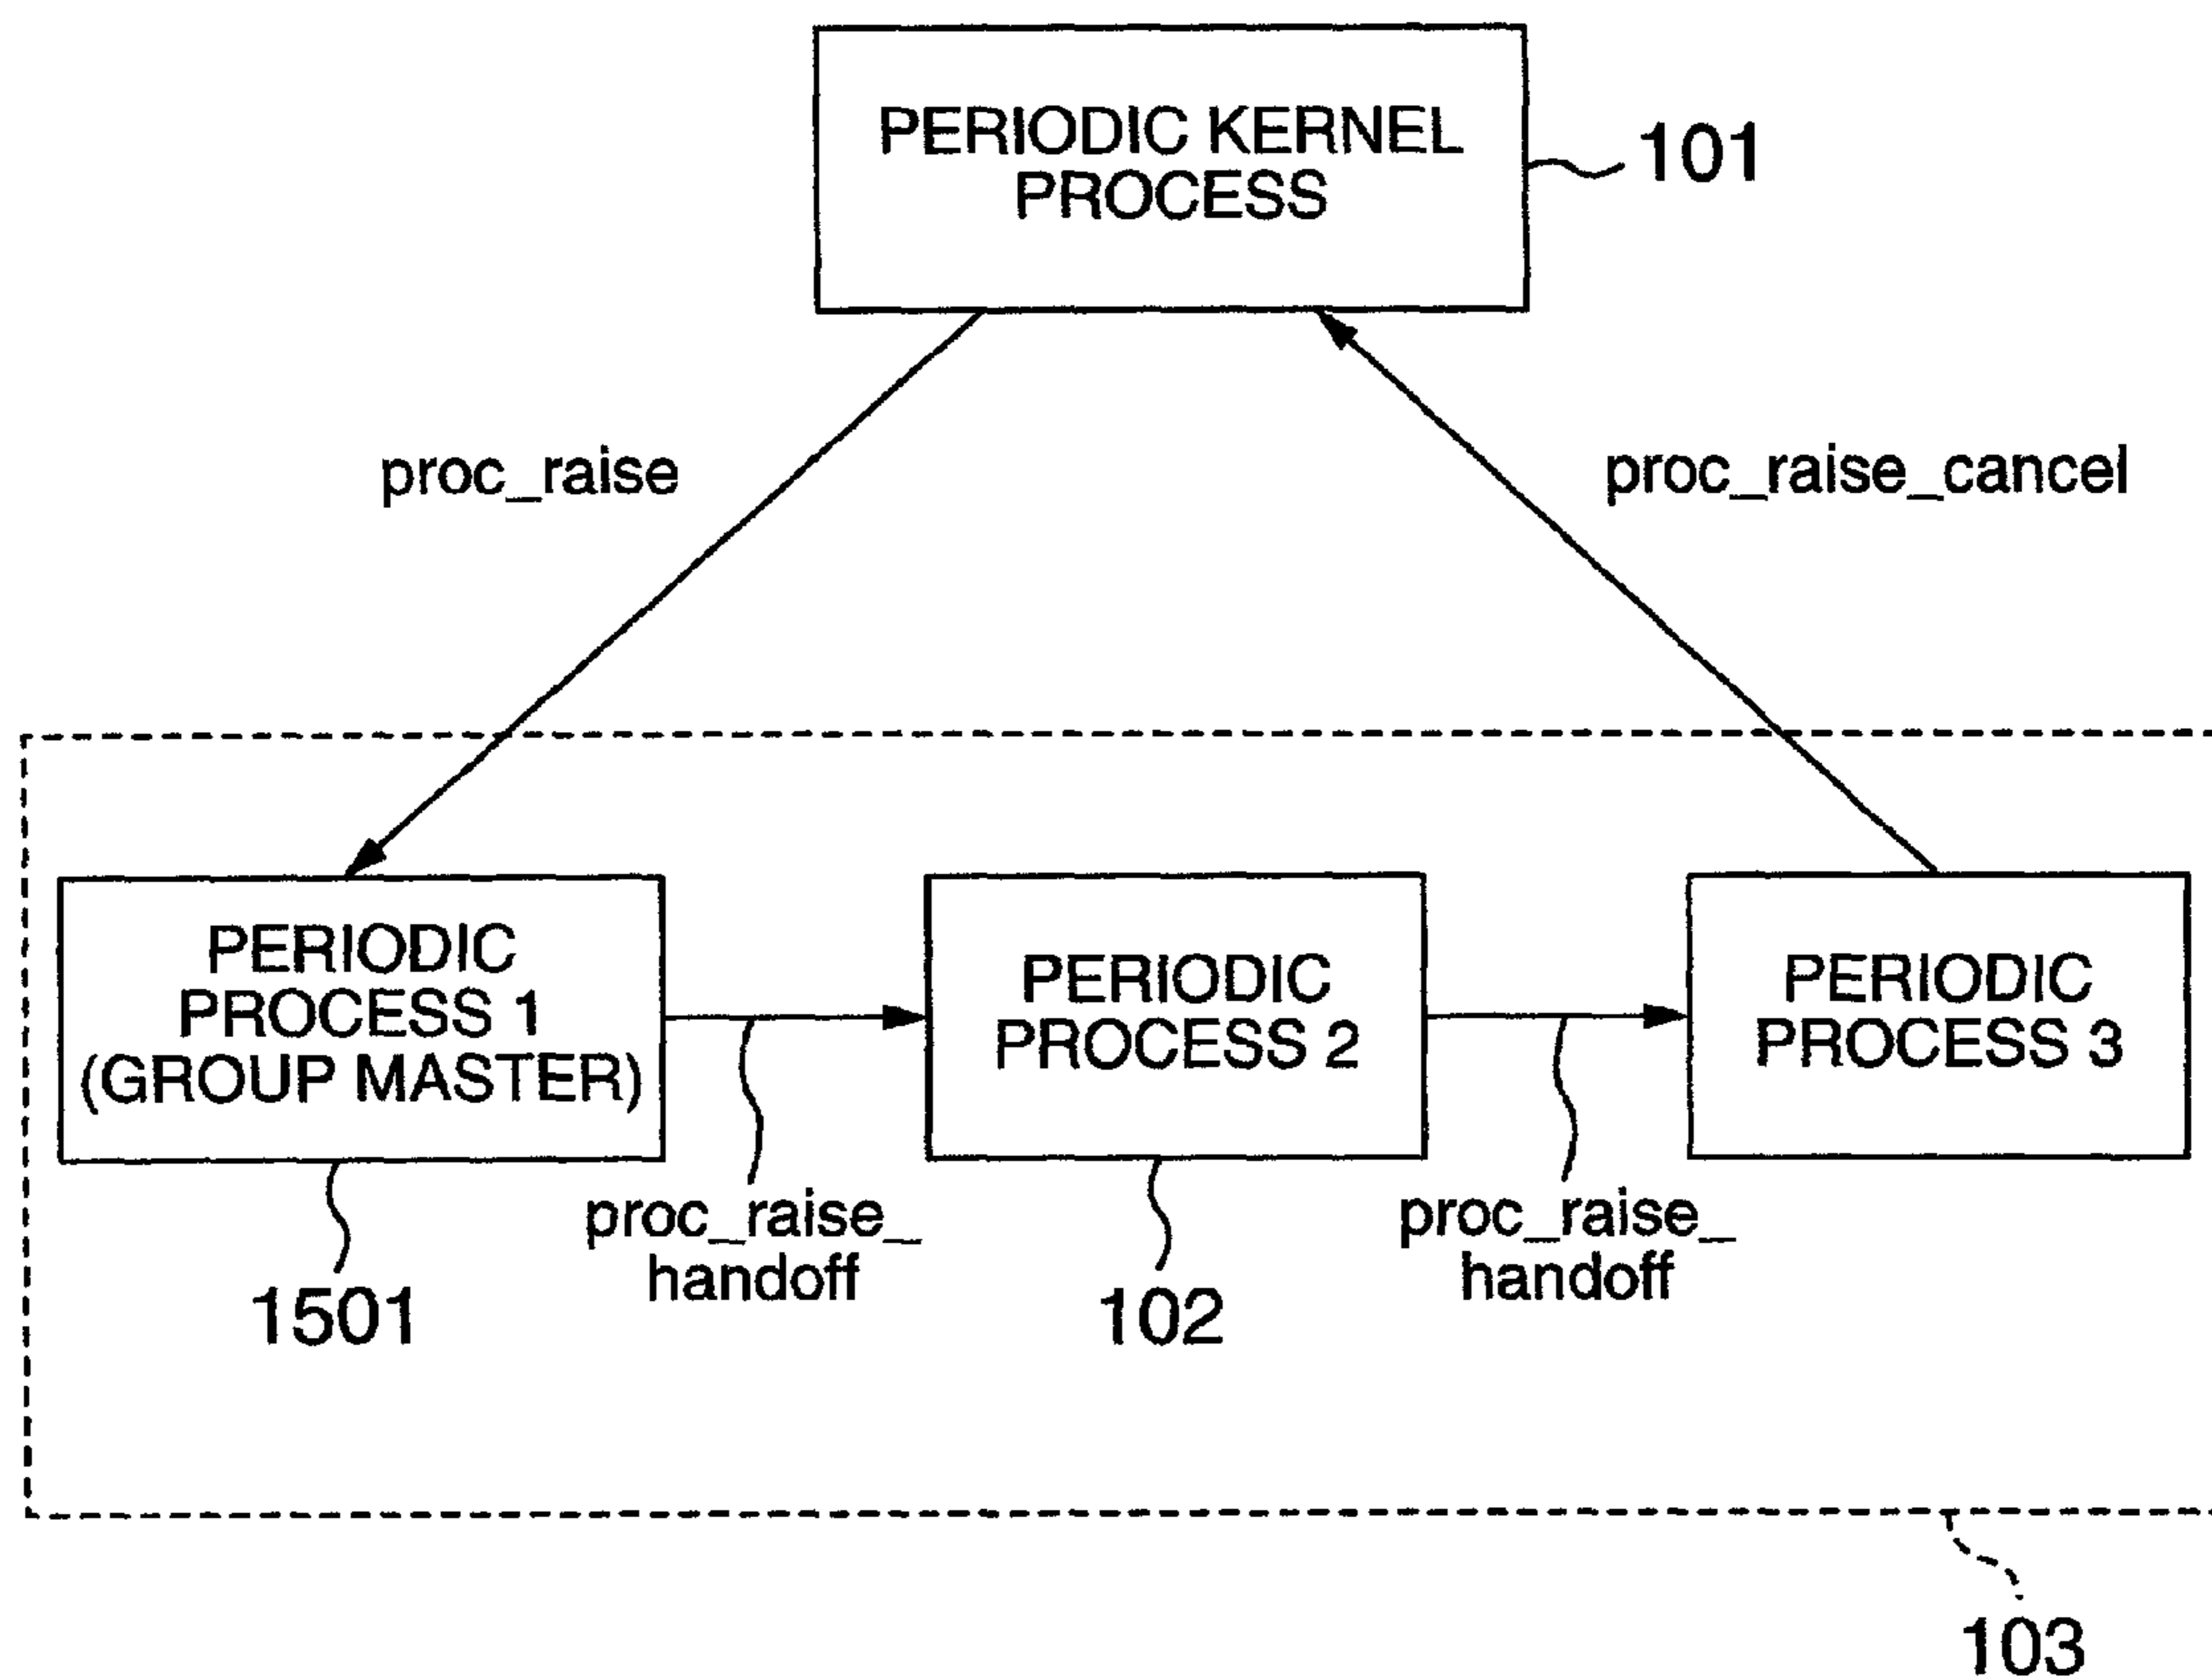 PERIODIC KERNEL
PROCESS
101
proc_raise
proc_raise_cancel
PERIODIC
PROCESS 1
(GROUP MASTER)
PERIODIC
PROCESS 2
PERIODIC
PROCESS 3
proc_raise_
handoff
proc_raise_
handoff
1501
102
103